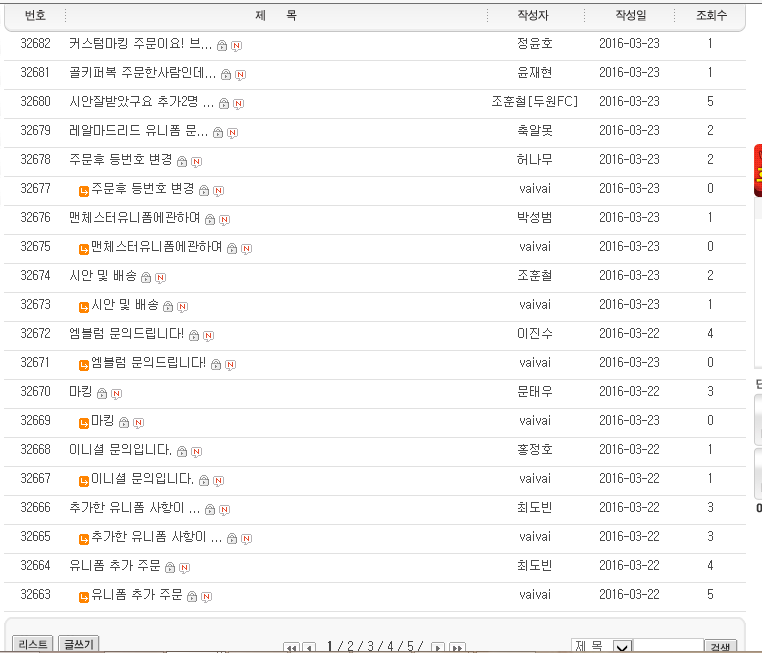 번호 제 목 작성자 작성일 조회수
32682 커스텀마킹 주문이요! 브... 정윤호 2016-03-23 1
32681 골키퍼복 주문한사람인데... 윤재현 2016-03-23 1
32680 시안잘받았구요 추가2명 ... 조훈철[두원FC] 2016-03-23 5
32679 레알마드리드 유니폼 문... 축알못 2016-03-23 2
32678 주문후 등번호 변경 허나무 2016-03-23 2
32677 주문후 등번호 변경 vaivai 2016-03-23 0
32676 맨체스터유니폼에관하여 박성범 2016-03-23 1
32675 맨체스터유니폼에관하여 vaivai 2016-03-23 0
32674 시안 및 배송 조훈철 2016-03-23 2
32673 시안 및 배송 vaivai 2016-03-23 1
32672 엠블럼 문의드립니다! 이진수 2016-03-22 4
32671 엠블럼 문의드립니다! vaivai 2016-03-23 0
32670 마킹 문태우 2016-03-22 3
32669 마킹 vaivai 2016-03-23 0
32668 이니셜 문의입니다. 홍정호 2016-03-22 1
32667 이니셜 문의입니다. vaivai 2016-03-22 1
32666 추가한 유니폼 사항이 ... 최도빈 2016-03-22 3
32665 추가한 유니폼 사항이 ... vaivai 2016-03-22 3
32664 유니폼 추가 주문 최도빈 2016-03-22 4
32663 유니폼 추가 주문 vaivai 2016-03-22 5
리스트 글쓰기 1 / 2 / 3 / 4 / 5 / 제 목 검색